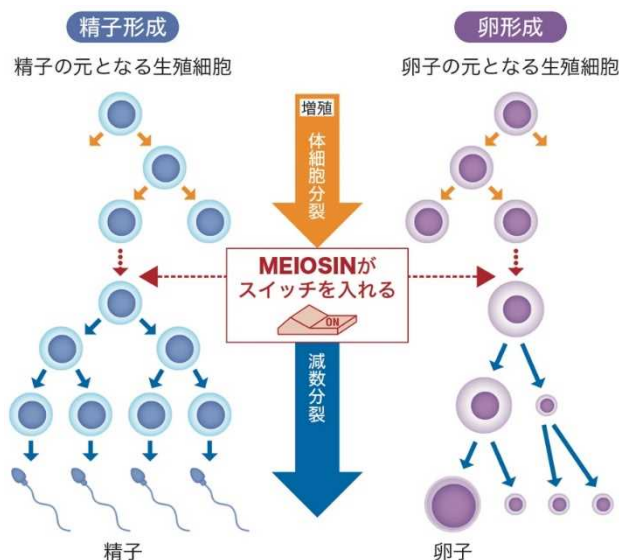 精子形成
卵形成
精子の元となる生殖細胞
卵子の元となる生殖細胞
増殖
体細胞分裂
MEIOSINが
スイッチを入れる
ON
減数分裂
精子
卵子